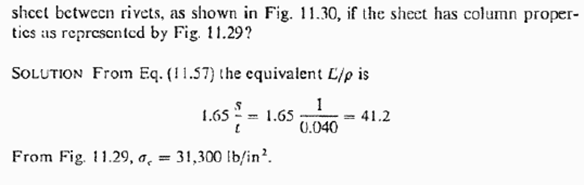 sheet between rivets, as shown in Fig. 11.30, if the sheet has column proper-
ties as represented by Fig. 11.29?
SOLUTION From Eq. (11.57) the equivalent L'/ρ is
1.65 s/t = 1.65 1/0.040 = 41.2
From Fig. 11.29, σc = 31,300 lb/in².